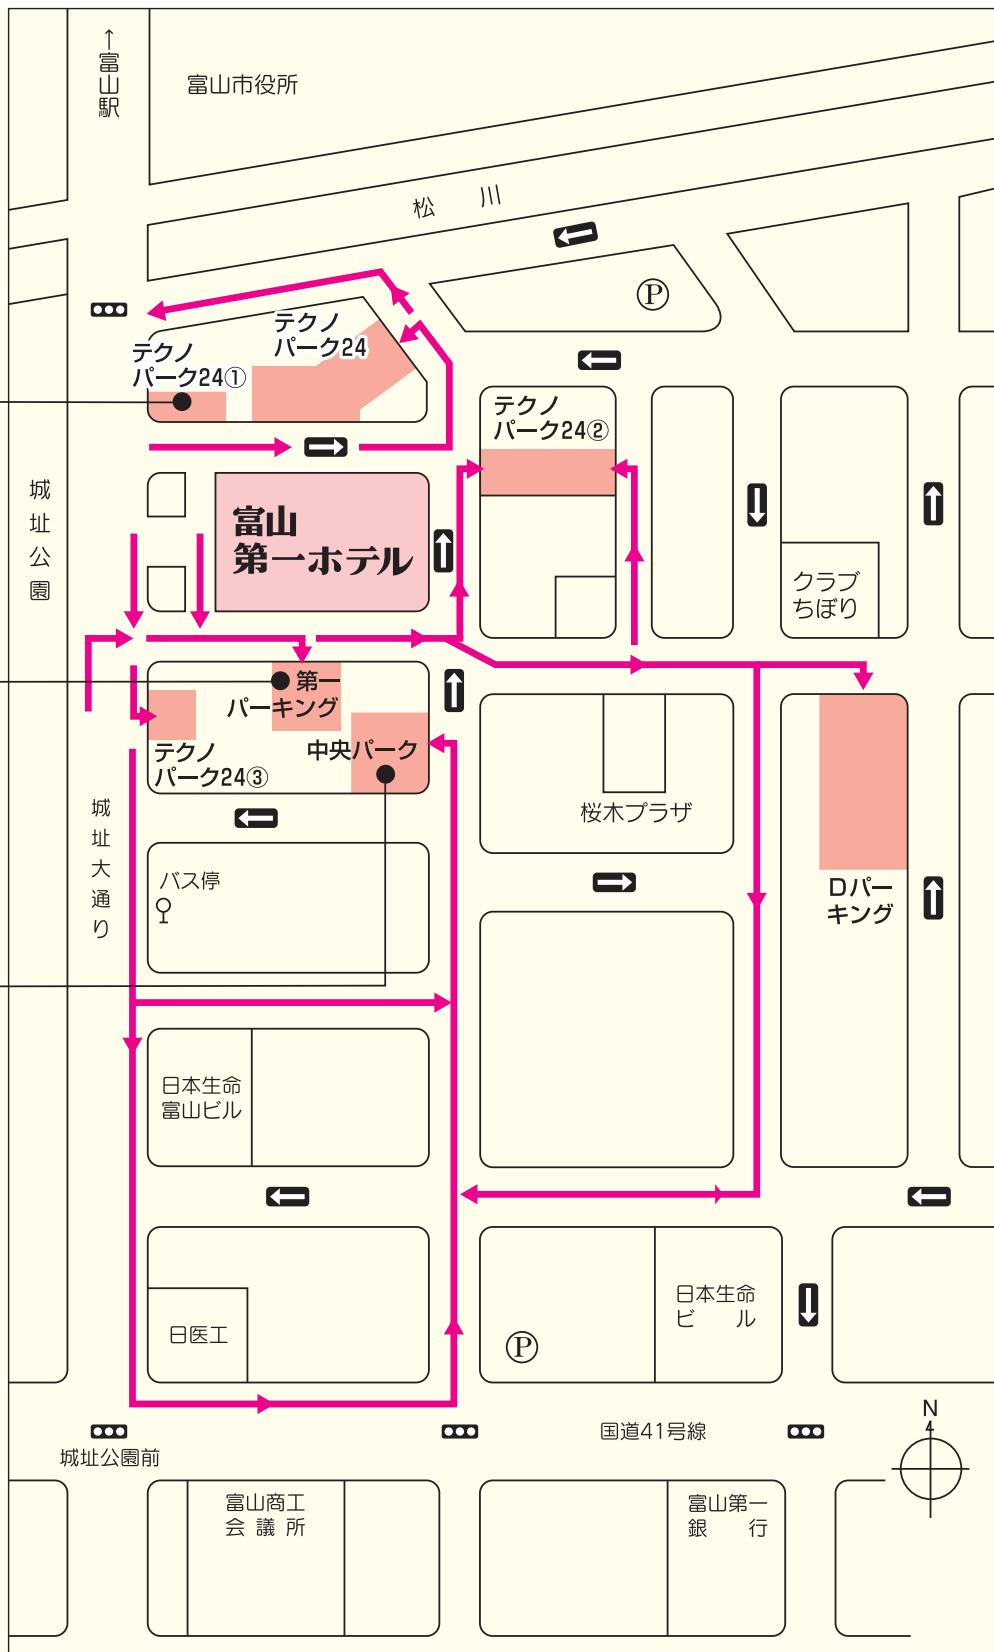 ↑富山駅
富山市役所
松川
Ⓟ
テクノ
パーク24
テクノ
パーク24①
テクノ
パーク24②
城址公園
富山
第一ホテル
クラブ
ちぼり
第一
パーキング
中央パーク
テクノ
パーク24③
桜木プラザ
城址大通り
バス停
Dパー
キング
日本生命
富山ビル
日医工
Ⓟ
日本生命
ビル
N
国道41号線
城址公園前
富山商工
会議所
富山第一
銀行